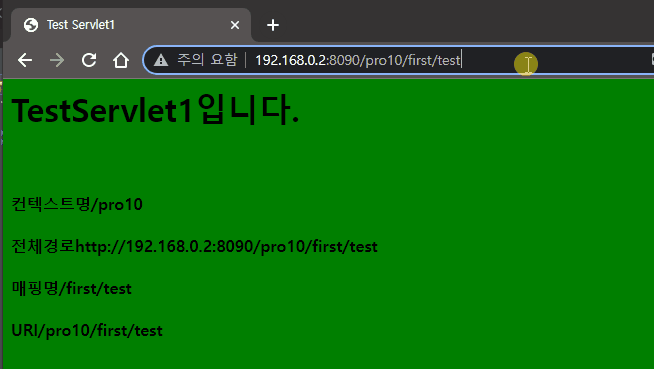 Test Servlet1
주의 요함 192.168.0.2:8090/pro10/first/test
TestServlet1입니다.
컨텍스트명/pro10
전체경로http://192.168.0.2:8090/pro10/first/test
매핑명/first/test
URI/pro10/first/test